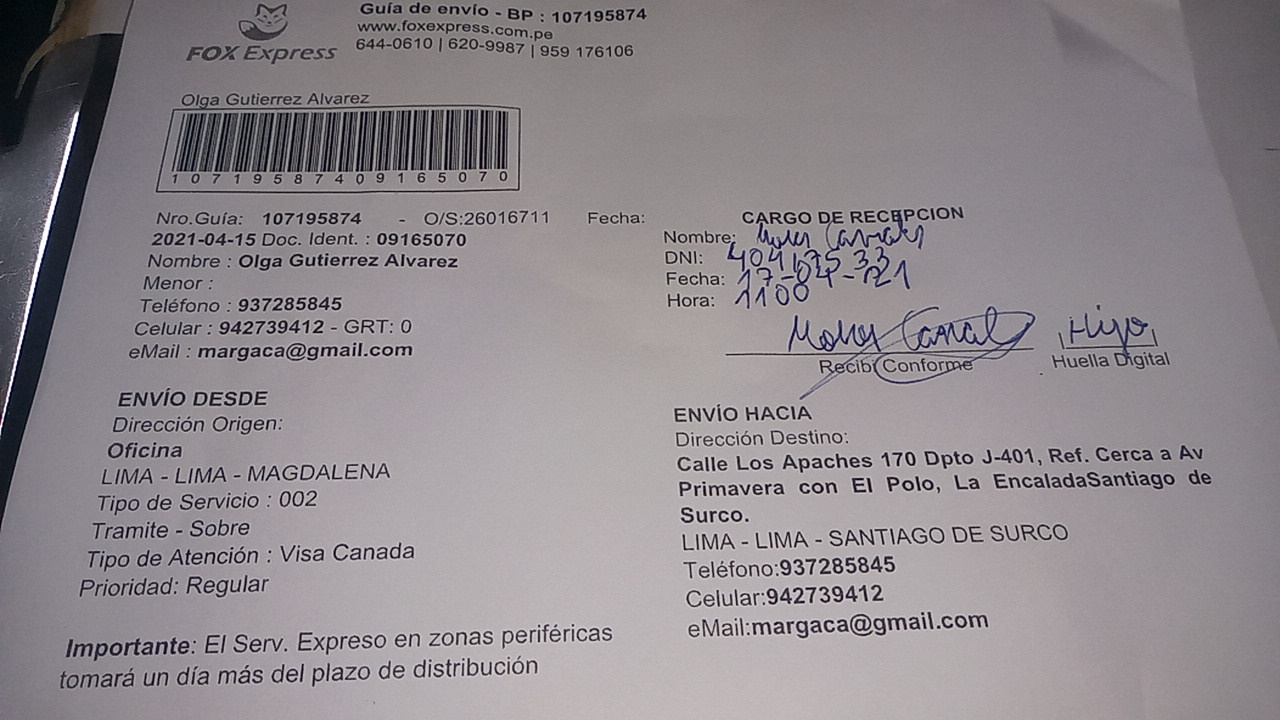 Guía de envío - BP : 107195874
www.foxexpress.com.pe
644-0610 | 620-9987 | 959 176106
FOX Express
Olga Gutierrez Alvarez
10719587409165070
Nro.Guía: 107195874 - O/S:26016711 Fecha:
2021-04-15 Doc. Ident. : 09165070
Nombre : Olga Gutierrez Alvarez
Menor :
Teléfono : 937285845
Celular : 942739412 - GRT: 0
eMail : margaca@gmail.com
CARGO DE RECEPCION
Nombre:
DNI:
Fecha: 17-04-21
Hora: 1100
Recibí Conforme
Hijo
Huella Digital
ENVÍO DESDE
Dirección Origen:
Oficina
LIMA - LIMA - MAGDALENA
Tipo de Servicio : 002
Tramite - Sobre
Tipo de Atención : Visa Canada
Prioridad: Regular
ENVÍO HACIA
Dirección Destino:
Calle Los Apaches 170 Dpto J-401, Ref. Cerca a Av
Primavera con El Polo, La EncaladaSantiago de
Surco.
LIMA - LIMA - SANTIAGO DE SURCO
Teléfono:937285845
Celular:942739412
eMail:margaca@gmail.com
Importante: El Serv. Expreso en zonas periféricas
tomará un día más del plazo de distribución